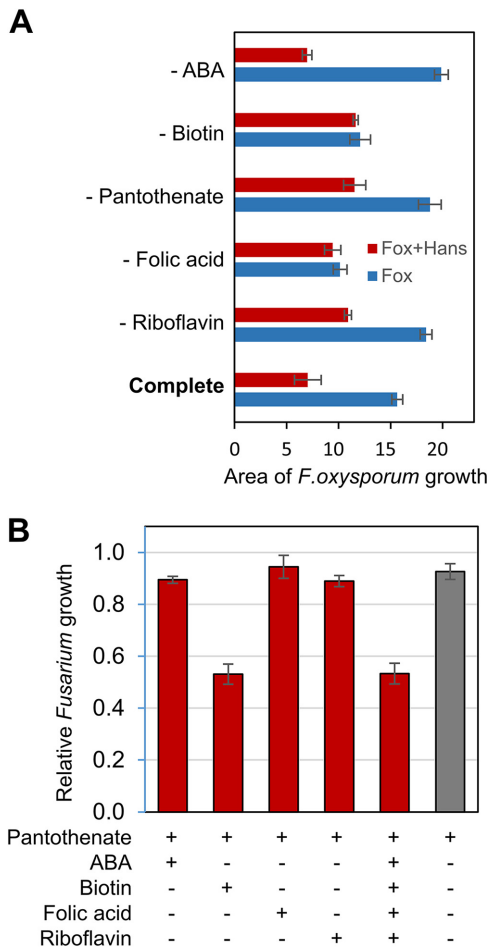 A
- ABA
- Biotin
- Pantothenate
- Folic acid
- Riboflavin
Complete
Fox+Hans
Fox
0 5 10 15 20
Area of F.oxysporum growth
B
Relative Fusarium growth
1.0
0.8
0.6
0.4
0.2
0.0
Pantothenate + + + + + +
ABA + - - - + -
Biotin - + - - + -
Folic acid - - + - + -
Riboflavin - - - + + -